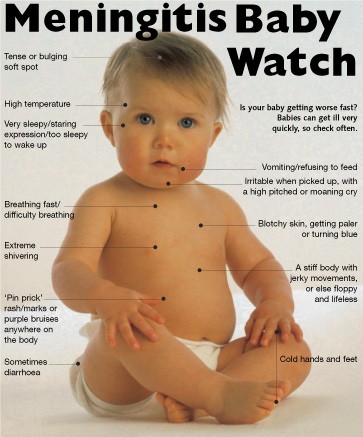 Meningitis Baby
Watch
Tense or bulging
soft spot
High temperature
Very sleepy/staring
expression/too sleepy
to wake up
Is your baby getting worse fast?
Babies can get ill very
quickly, so check often.
Vomiting/refusing to feed
Irritable when picked up, with
a high pitched or moaning cry
Breathing fast/
difficulty breathing
Blotchy skin, getting paler
or turning blue
Extreme
shivering
A stiff body with
jerky movements,
or else floppy
and lifeless
‘Pin prick’
rash/marks or
purple bruises
anywhere on
the body
Cold hands and feet
Sometimes
diarrhoea